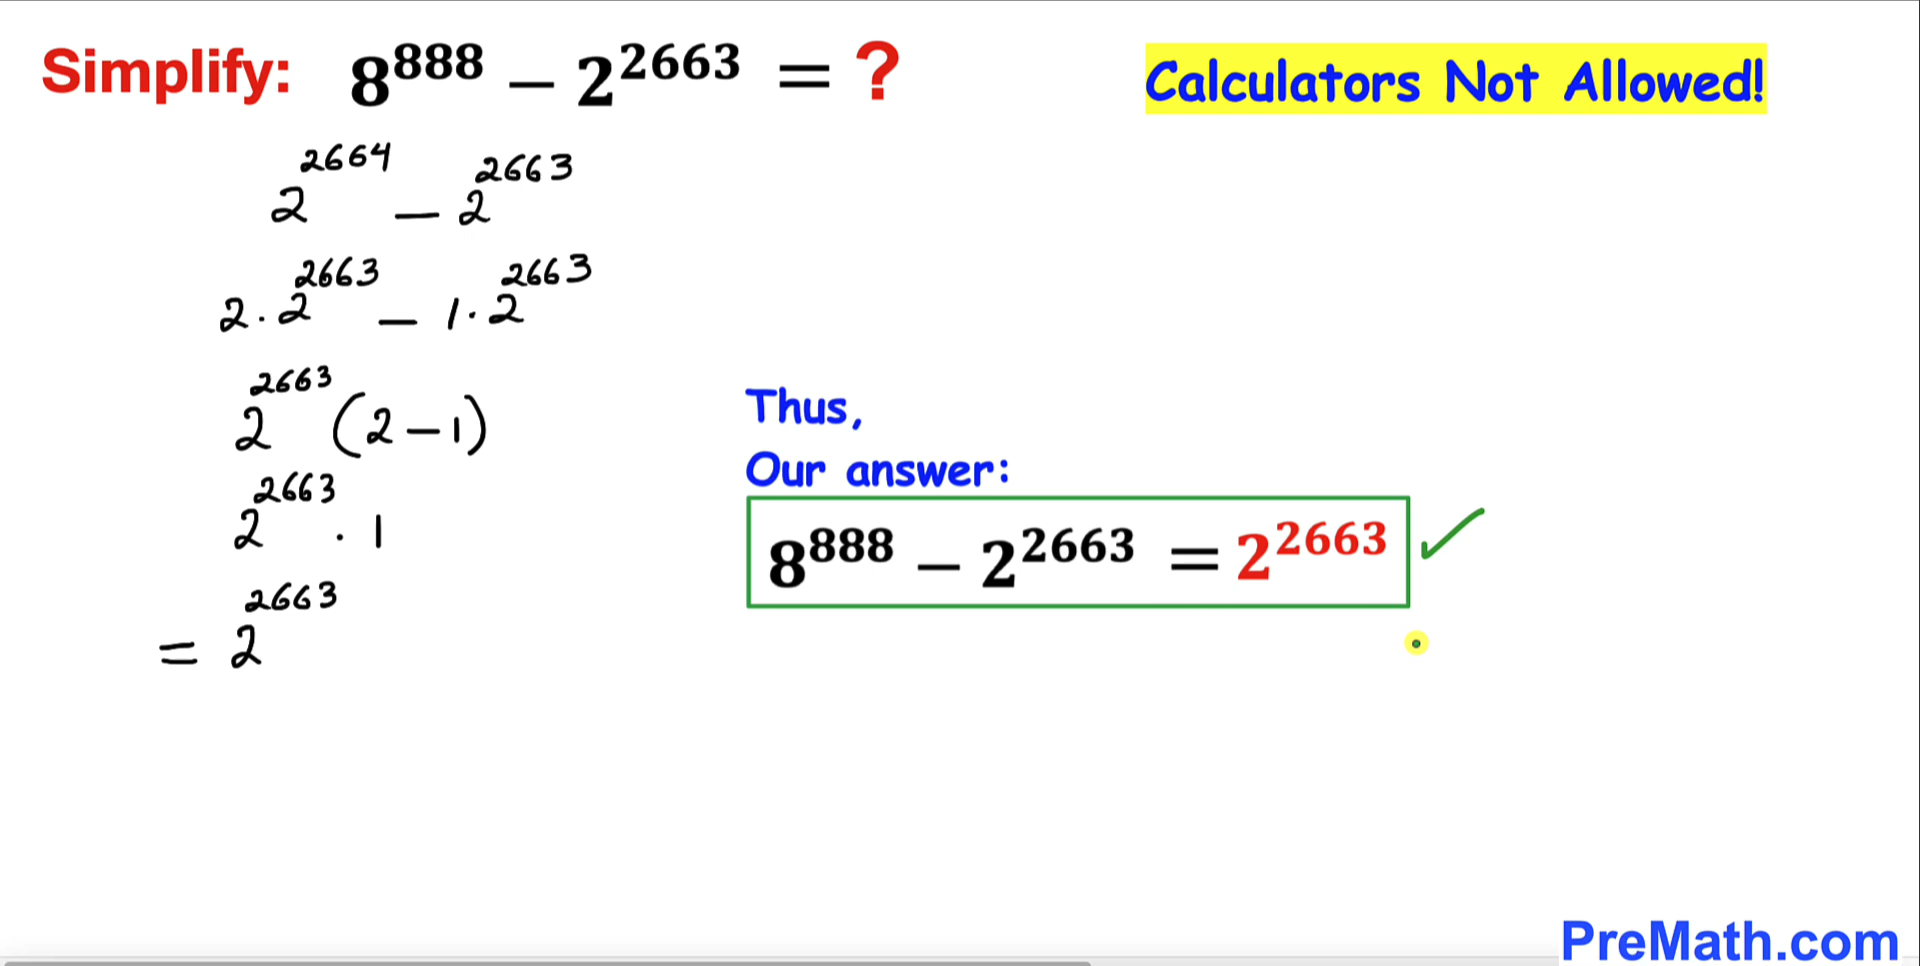 Simplify: 8^888 – 2^2663 = ?
Calculators Not Allowed!
2^2664 – 2^2663
2 · 2^2663 – 1 · 2^2663
2^2663 (2 – 1)
2^2663 · 1
= 2^2663
Thus,
Our answer:
8^888 – 2^2663 = 2^2663 ✓
PreMath.com